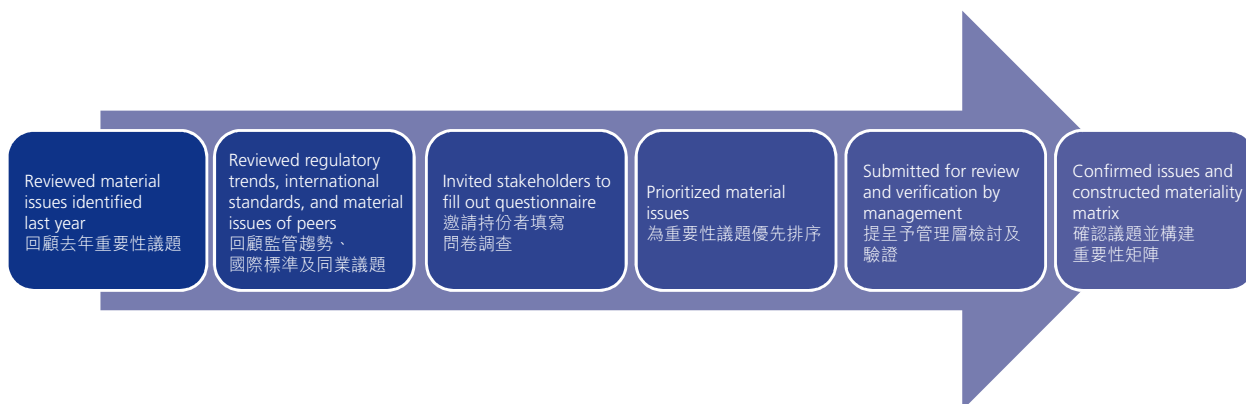 Reviewed material
issues identified
last year
回顧去年重要性議題
Reviewed regulatory
trends, international
standards, and material
issues of peers
回顧監管趨勢、
國際標準及同業議題
Invited stakeholders to
fill out questionnaire
邀請持份者填寫
問卷調查
Prioritized material
issues
為重要性議題優先排序
Submitted for review
and verification by
management
提呈予管理層檢討及
驗證
Confirmed issues and
constructed materiality
matrix
確認議題並構建
重要性矩陣